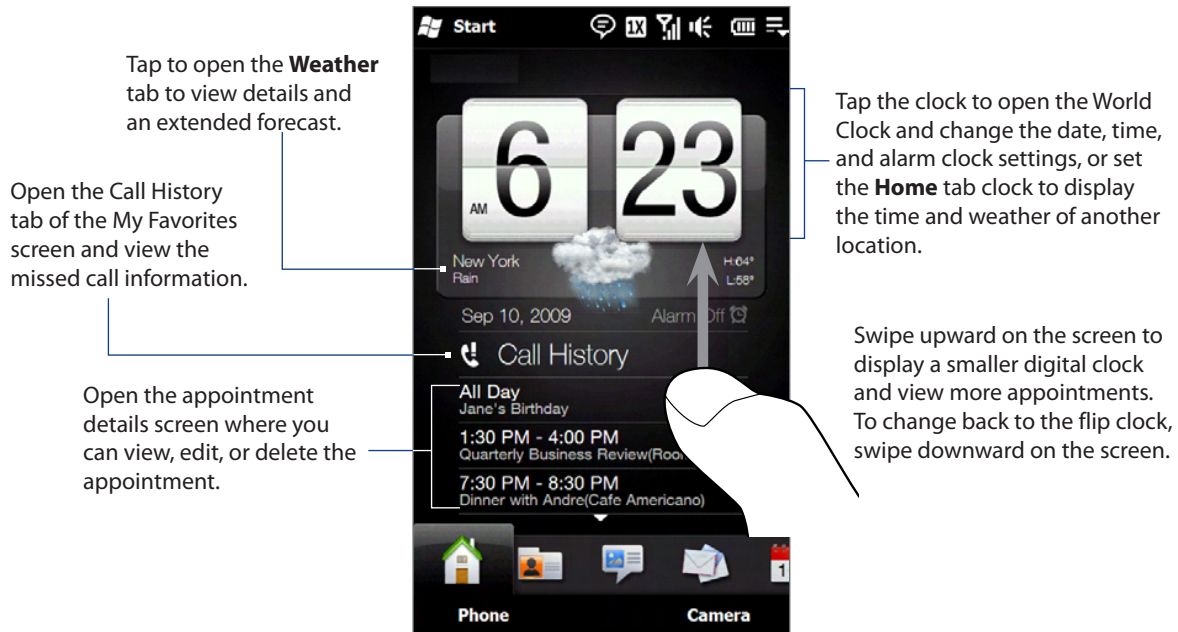 Start
1X
Tap to open the Weather
tab to view details and
an extended forecast.
Open the Call History
tab of the My Favorites
screen and view the
missed call information.
Open the appointment
details screen where you
can view, edit, or delete the
appointment.
6
AM
23
New York
Rain
H:64°
L:58°
Sep 10, 2009
Alarm Off
Call History
All Day
Jane's Birthday
1:30 PM - 4:00 PM
Quarterly Business Review(Roo
7:30 PM - 8:30 PM
Dinner with Andre(Cafe Americano)
1
Phone
Camera
Tap the clock to open the World
Clock and change the date, time,
and alarm clock settings, or set
the Home tab clock to display
the time and weather of another
location.
Swipe upward on the screen to
display a smaller digital clock
and view more appointments.
To change back to the flip clock,
swipe downward on the screen.